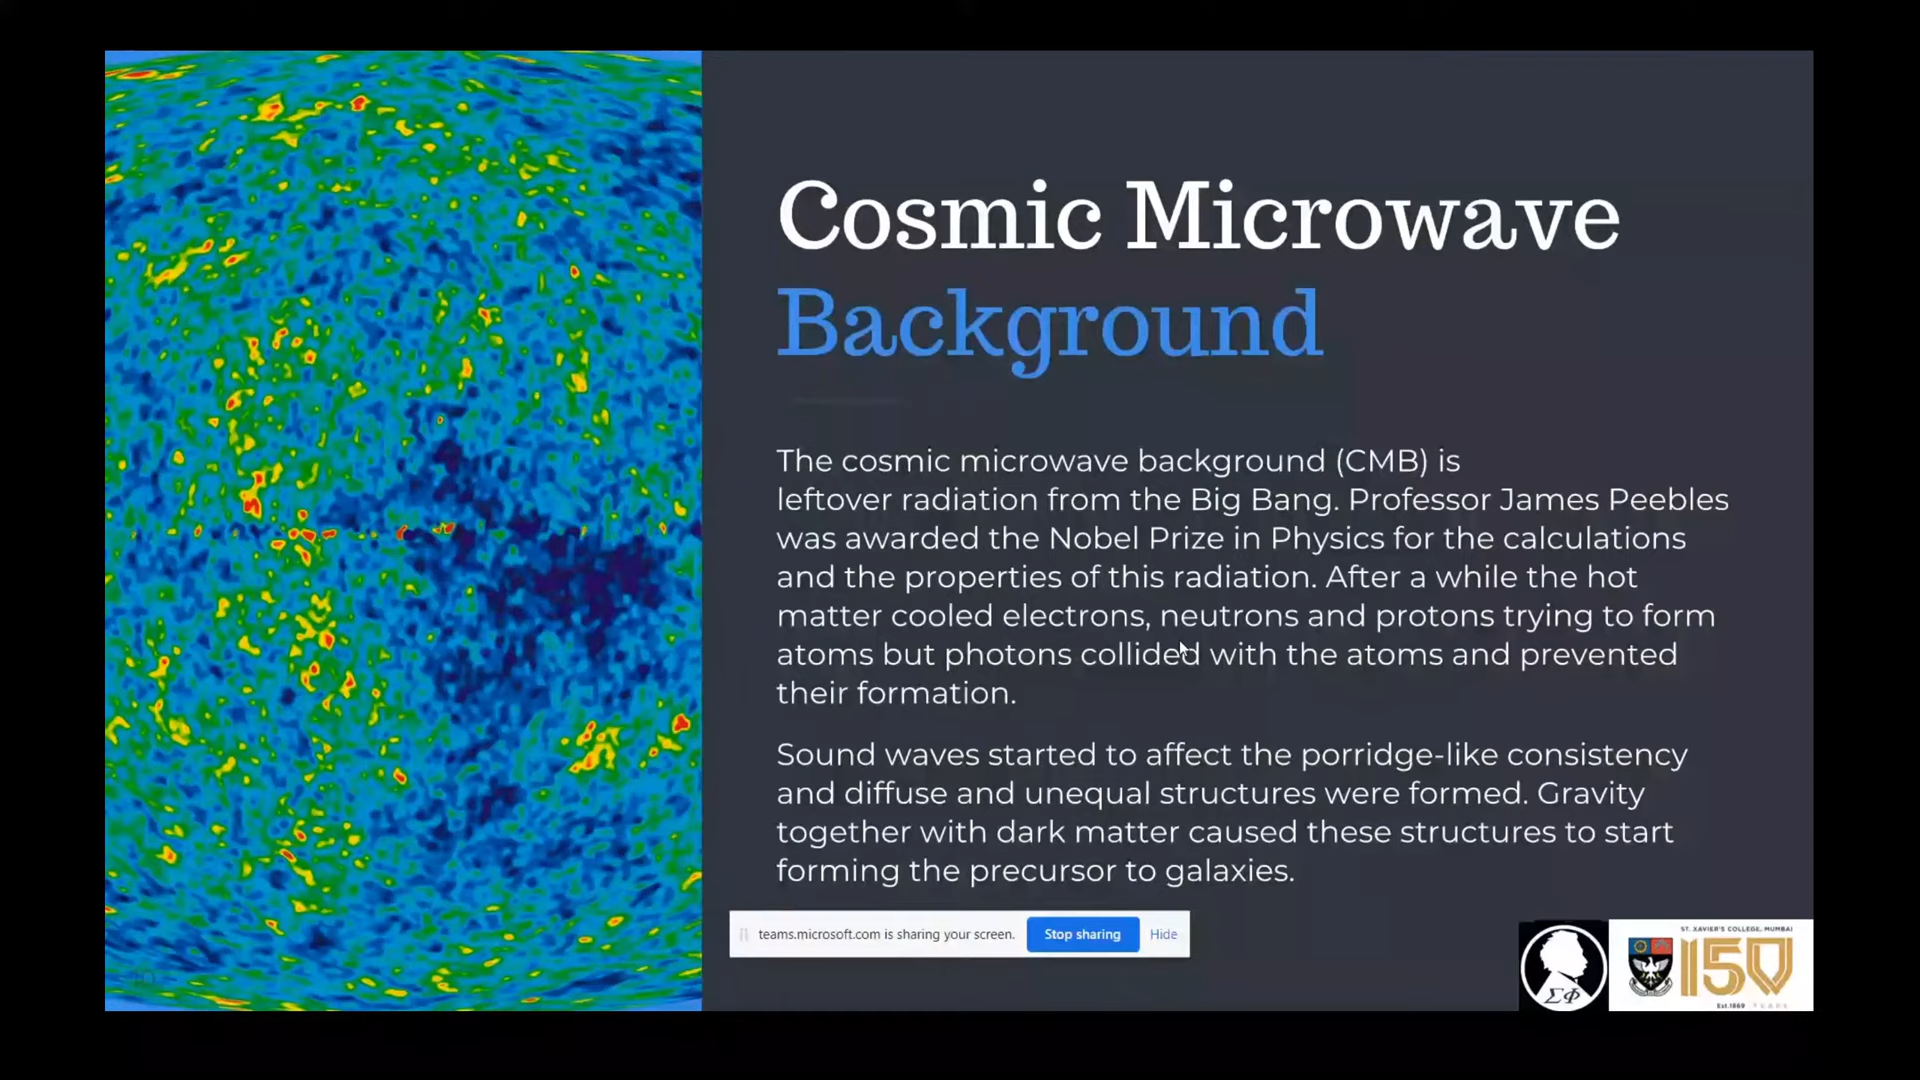 Cosmic Microwave
Background
The cosmic microwave background (CMB) is
leftover radiation from the Big Bang. Professor James Peebles
was awarded the Nobel Prize in Physics for the calculations
and the properties of this radiation. After a while the hot
matter cooled electrons, neutrons and protons trying to form
atoms but photons collided with the atoms and prevented
their formation.
Sound waves started to affect the porridge-like consistency
and diffuse and unequal structures were formed. Gravity
together with dark matter caused these structures to start
forming the precursor to galaxies.
teams.microsoft.com is sharing your screen.
Stop sharing
Hide
10
ΣΦ
ST. XAVIER'S COLLEGE, MUMBAI
150
Est.1869 YEARS